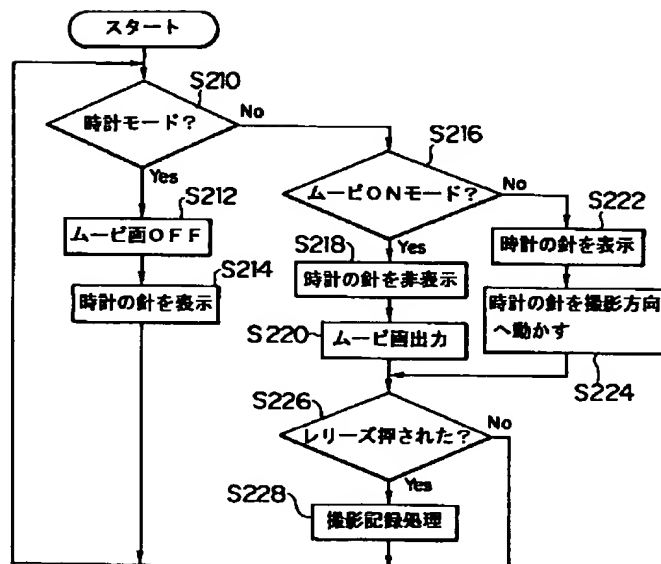 スタート
S210
時計モード?
No
Yes
S212
ムービ画OFF
S214
時計の針を表示
S216
ムービONモード?
No
Yes
S218
時計の針を非表示
S220
ムービ画出力
S222
時計の針を表示
時計の針を撮影方向
へ動かす
S224
S226
レリーズ押された?
No
Yes
S228
撮影記録処理